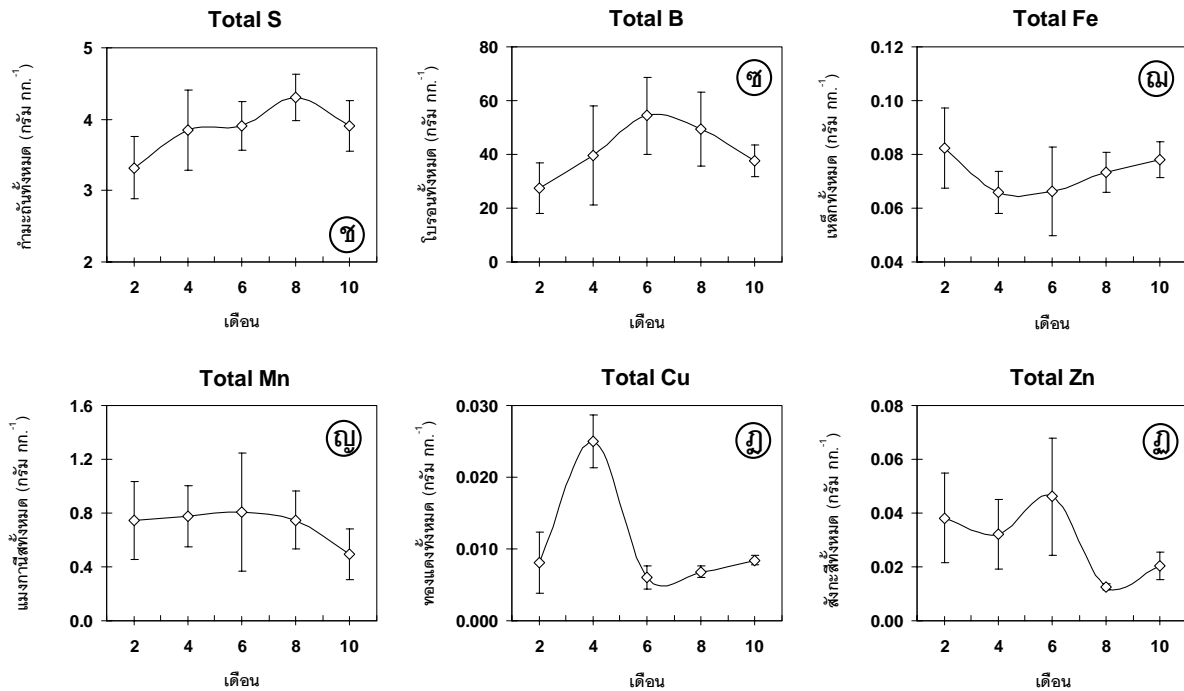 Total S
กำมะถันทั้งหมด (กรัม กก.-1)
5
4
3
2
ช
2 4 6 8 10
เดือน
Total B
โบรอนทั้งหมด (กรัม กก.-1)
80
60
40
20
0
ซ
2 4 6 8 10
เดือน
Total Fe
เหล็กทั้งหมด (กรัม กก.-1)
0.12
0.10
0.08
0.06
0.04
ฌ
2 4 6 8 10
เดือน
Total Mn
แมงกานีสทั้งหมด (กรัม กก.-1)
1.6
1.2
0.8
0.4
0.0
ญ
2 4 6 8 10
เดือน
Total Cu
ทองแดงทั้งหมด (กรัม กก.-1)
0.030
0.020
0.010
0.000
ฎ
2 4 6 8 10
เดือน
Total Zn
สังกะสีทั้งหมด (กรัม กก.-1)
0.08
0.06
0.04
0.02
0.00
ฏ
2 4 6 8 10
เดือน